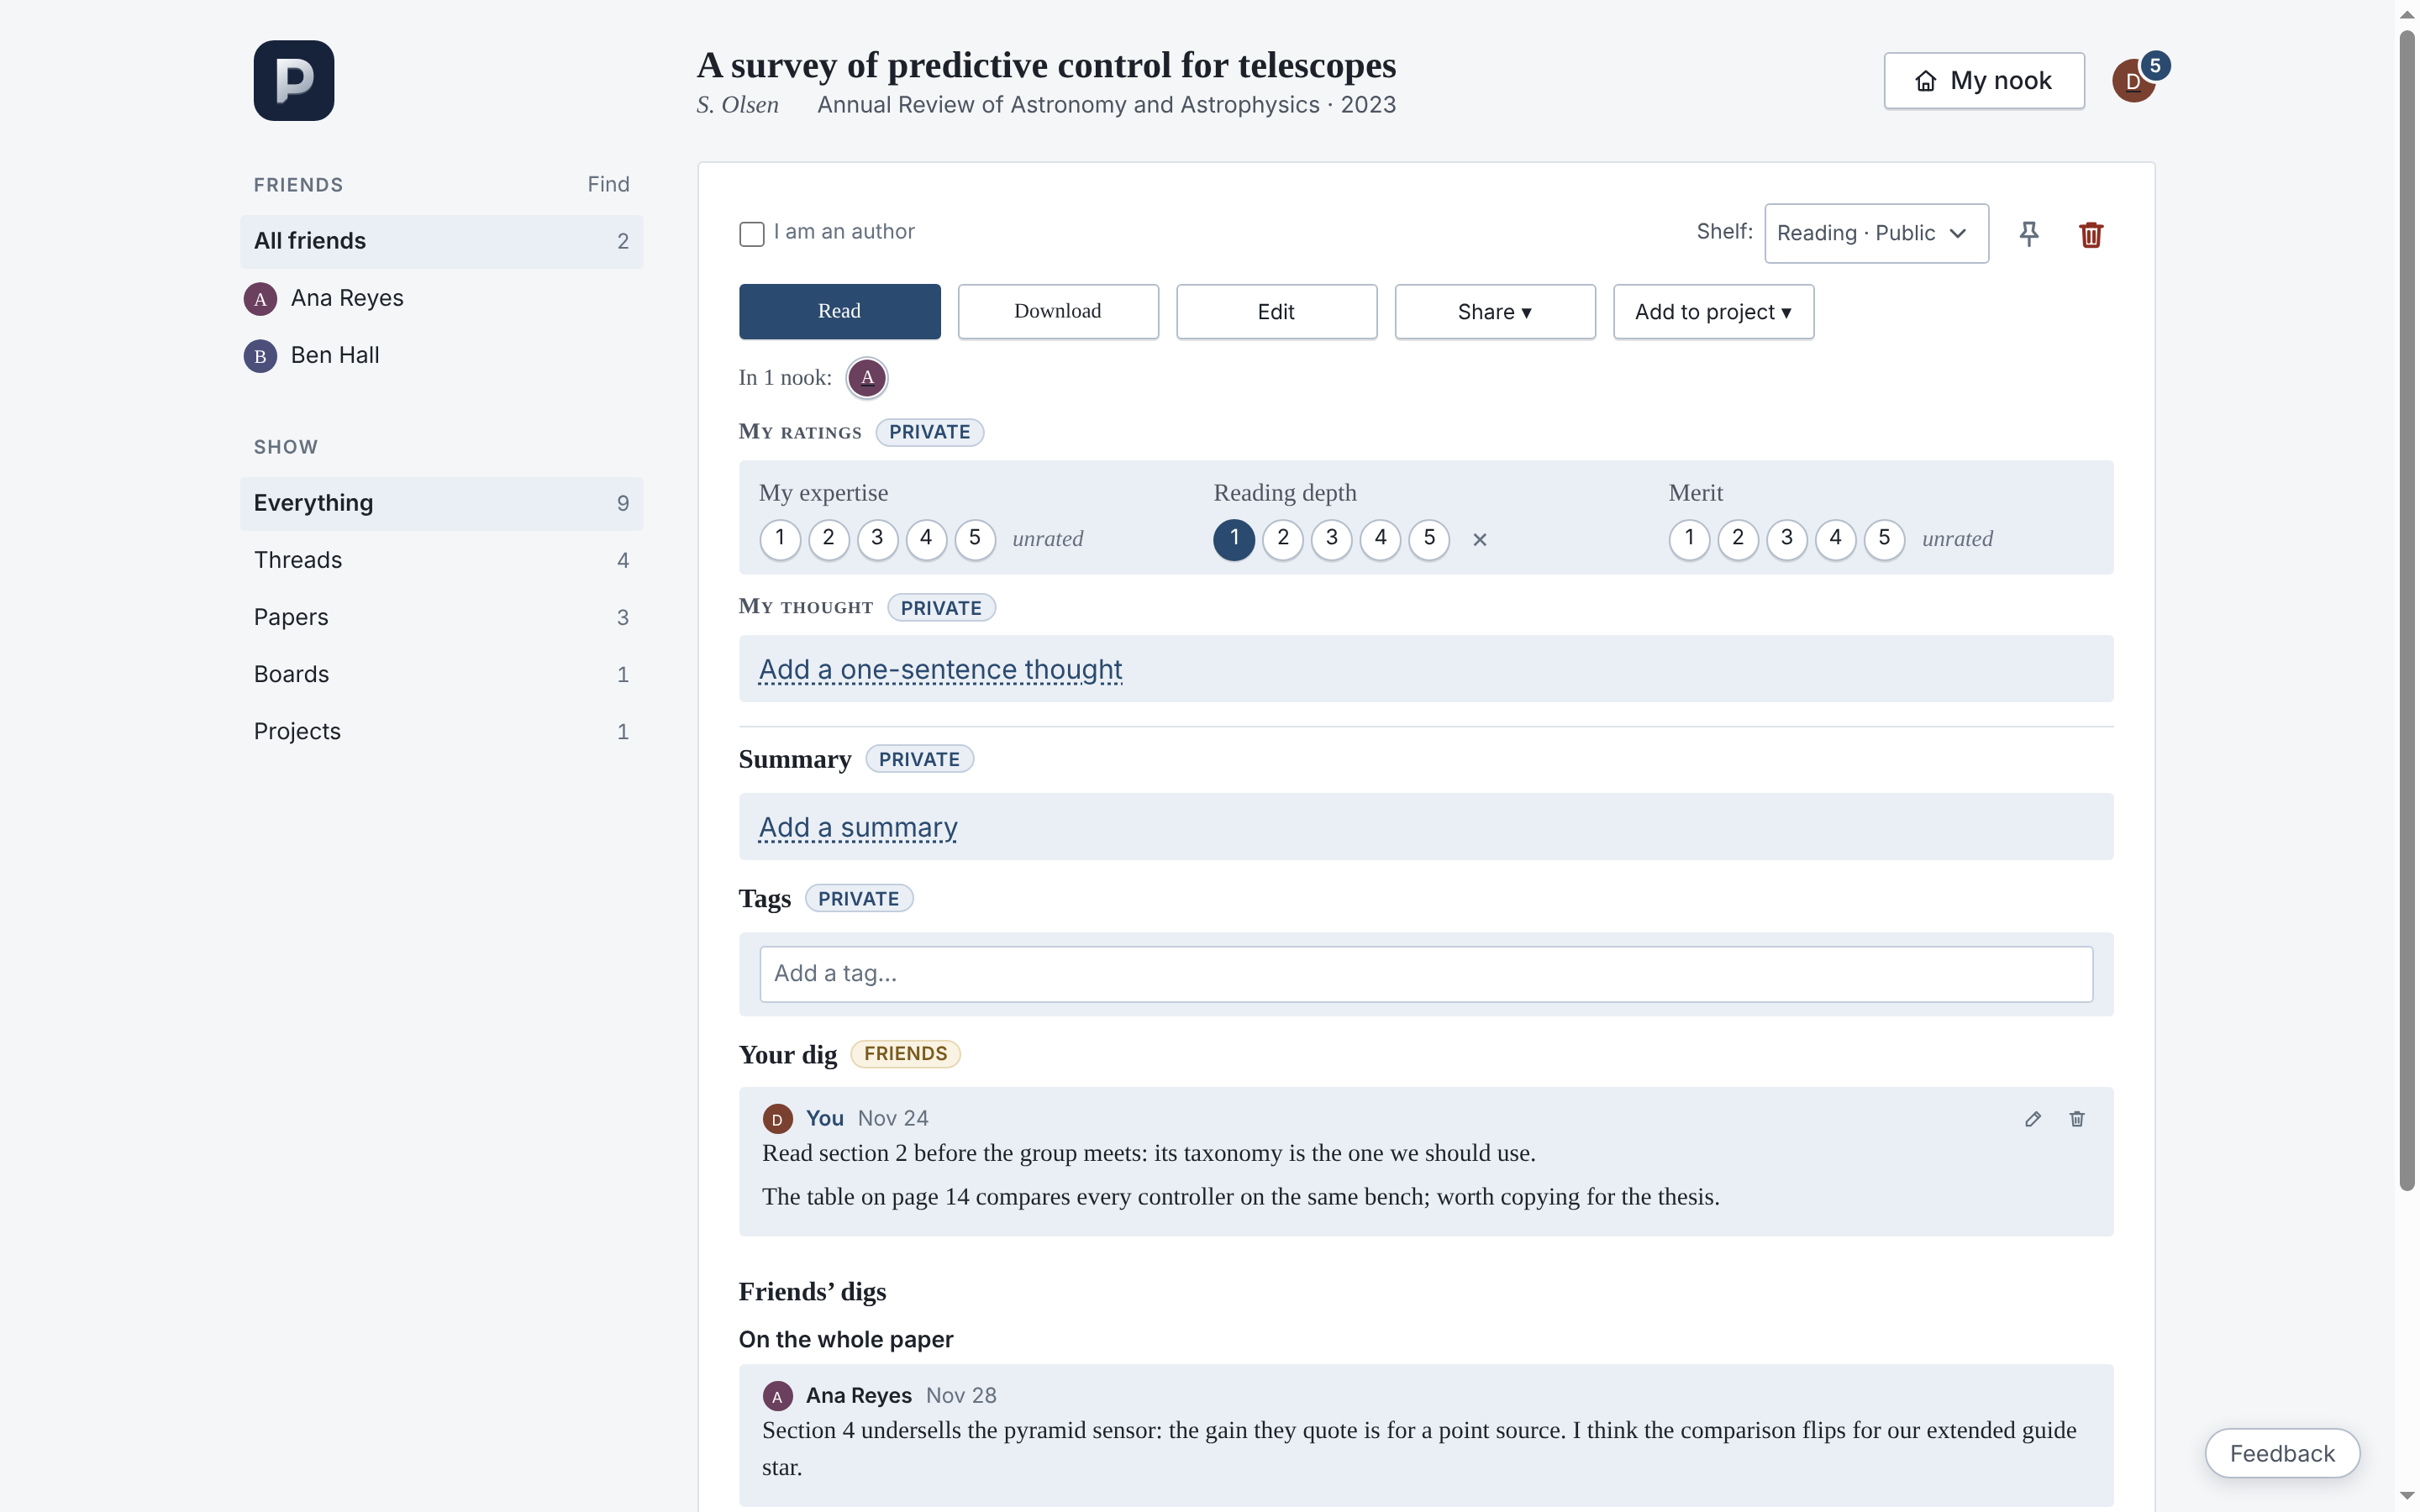 P
A survey of predictive control for telescopes
S. Olsen Annual Review of Astronomy and Astrophysics · 2023
My nook
D
5
FRIENDS Find
All friends 2
A Ana Reyes
B Ben Hall
SHOW
Everything 9
Threads 4
Papers 3
Boards 1
Projects 1
I am an author
Shelf: Reading · Public
Read Download Edit Share ▾ Add to project ▾
In 1 nook: A
My ratings PRIVATE
My expertise Reading depth Merit
1 2 3 4 5 unrated 1 2 3 4 5 × 1 2 3 4 5 unrated
My thought PRIVATE
Add a one-sentence thought
Summary PRIVATE
Add a summary
Tags PRIVATE
Add a tag...
Your dig FRIENDS
D You Nov 24
Read section 2 before the group meets: its taxonomy is the one we should use.
The table on page 14 compares every controller on the same bench; worth copying for the thesis.
Friends’ digs
On the whole paper
A Ana Reyes Nov 28
Section 4 undersells the pyramid sensor: the gain they quote is for a point source. I think the comparison flips for our extended guide
star.
Feedback